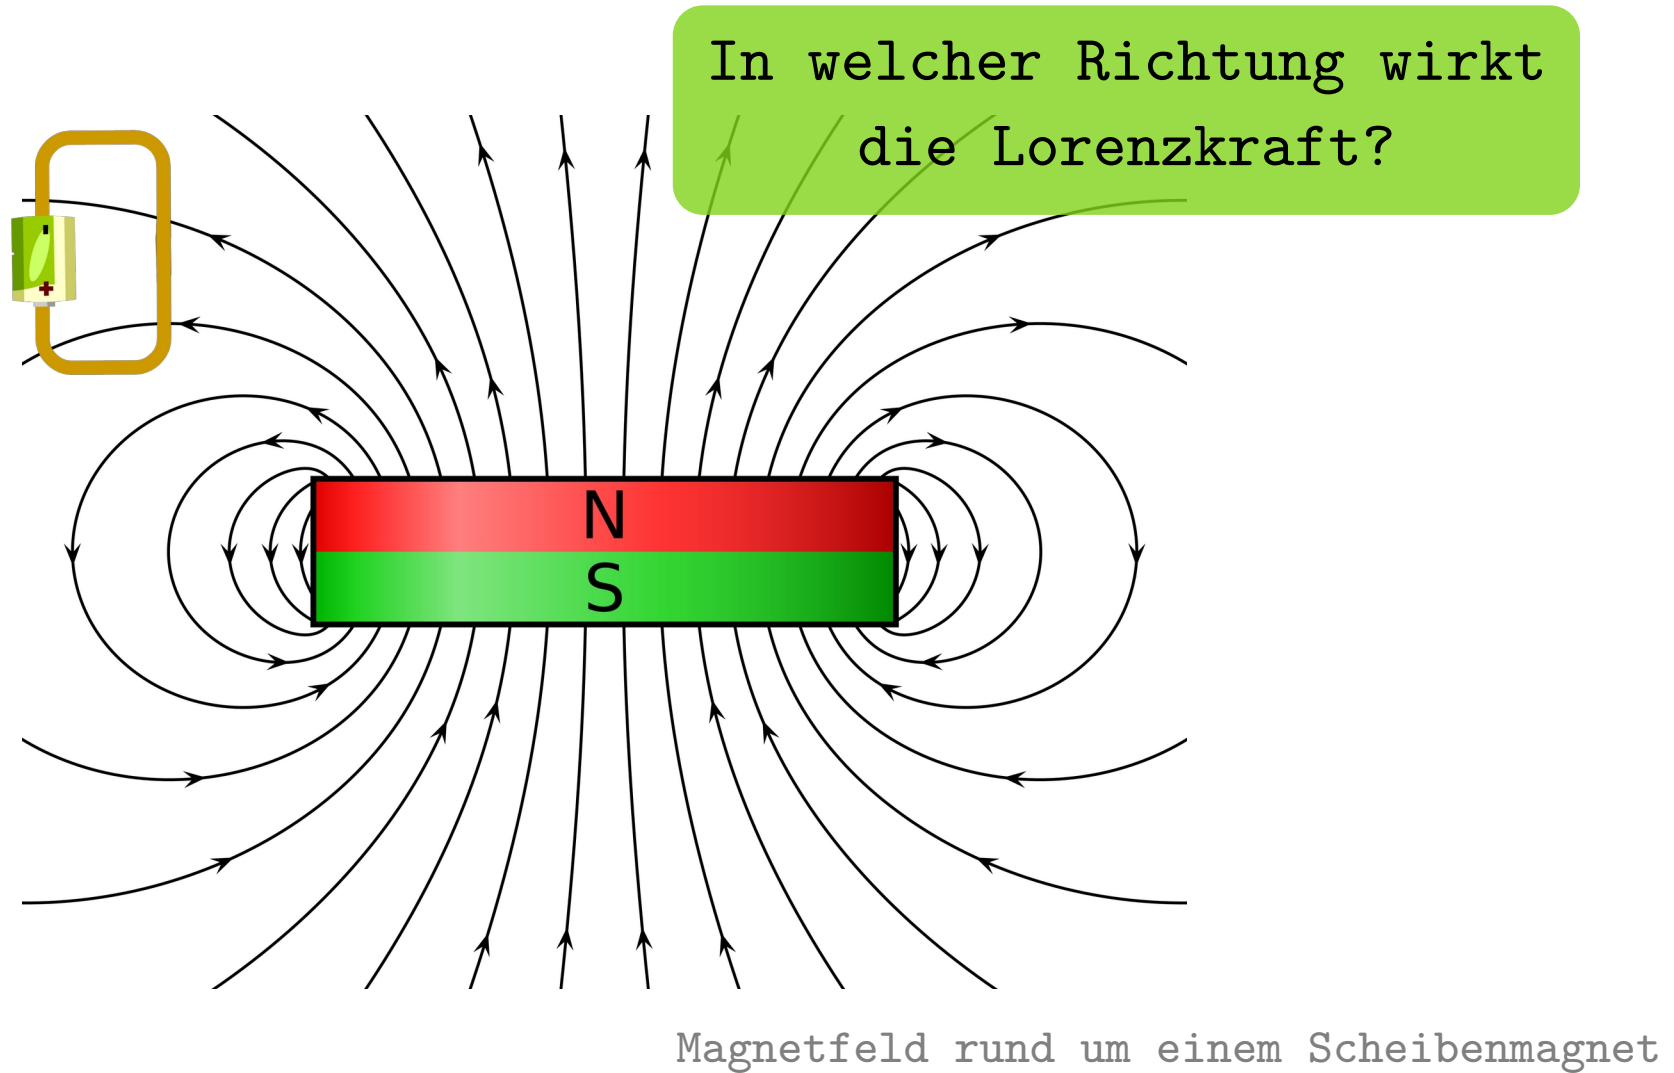 In welcher Richtung wirkt
die Lorenzkraft?
-
+
N
S
Magnetfeld rund um einem Scheibenmagnet